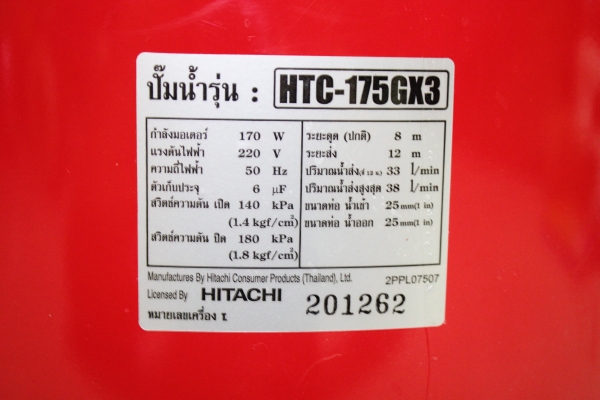 ปั๊มน้ำรุ่น : HTC-175GX3
กำลังมอเตอร์ 170 W
แรงดันไฟฟ้า 220 V
ความถี่ไฟฟ้า 50 Hz
ตัวเก็บประจุ 6 µF
สวิตช์ความดัน เปิด 140 kPa
(1.4 kgf/cm²)
สวิตช์ความดัน ปิด 180 kPa
(1.8 kgf/cm²)
ระยะดูด (ปกติ) 8 m
ระยะส่ง 12 m
ปริมาณน้ำส่ง(ที่ 12 ม.) 33 l/min
ปริมาณน้ำส่งสูงสุด 38 l/min
ขนาดท่อ น้ำเข้า 25mm(1 in)
ขนาดท่อ น้ำออก 25mm(1 in)
Manufactures By Hitachi Consumer Products (Thailand), Ltd. 2PPL07507
Licensed By HITACHI 201262
หมายเลขเครื่อง